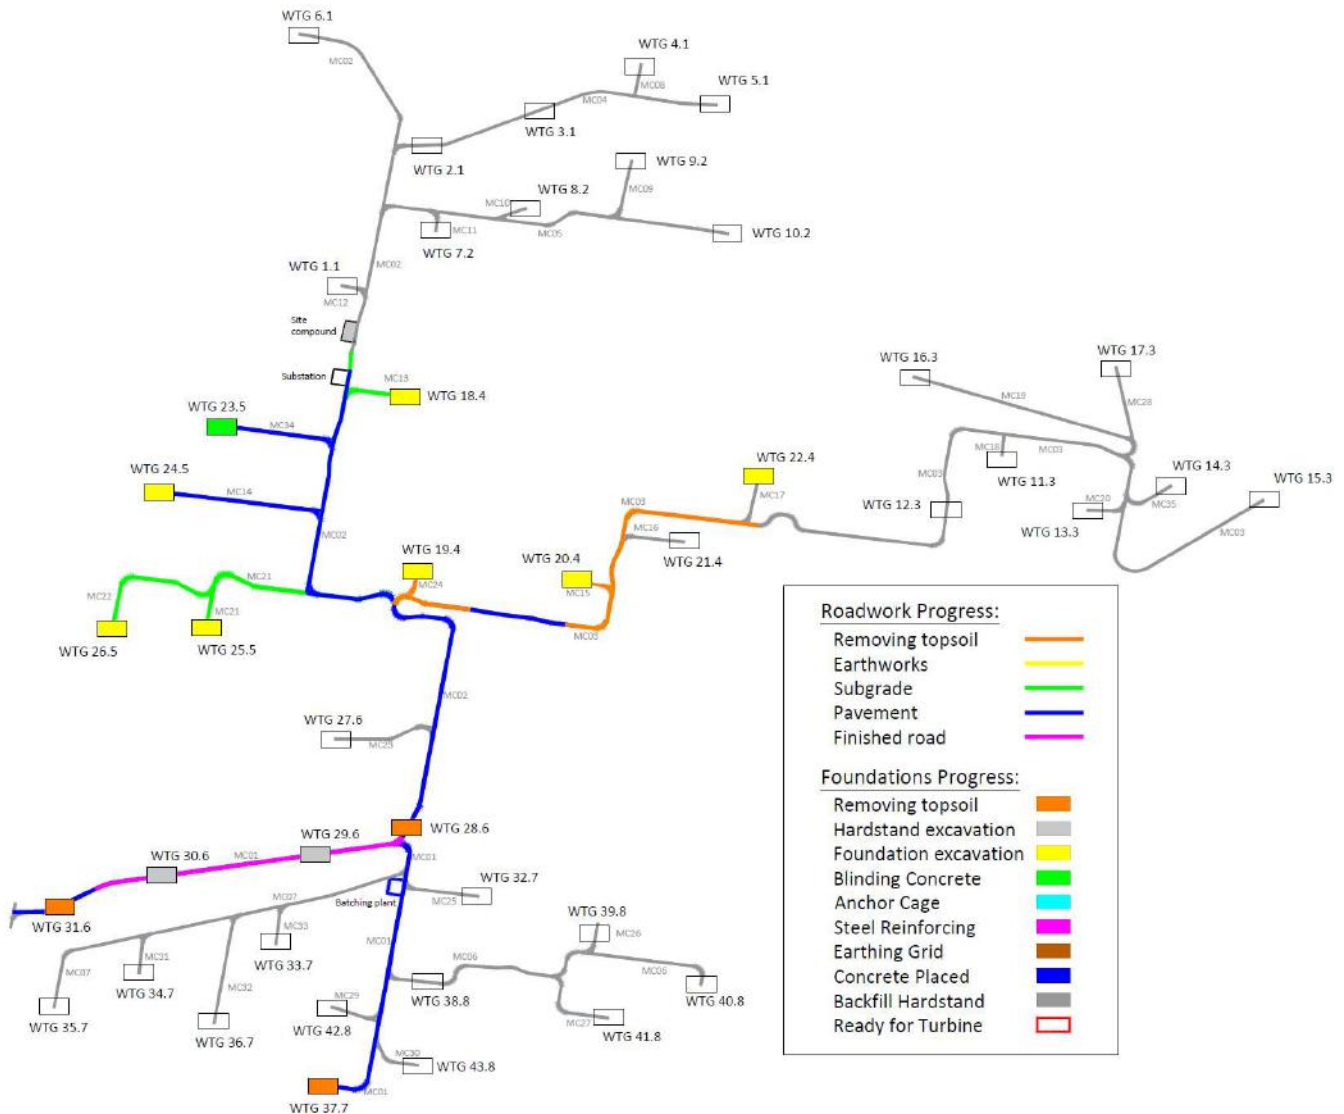 WTG 6.1
MC02
WTG 4.1
MC08
WTG 5.1
MC04
WTG 3.1
WTG 2.1
WTG 9.2
MC09
WTG 8.2
MC10
MC11
MC05
WTG 10.2
WTG 7.2
WTG 1.1
MC02
MC12
Site
compound
Substation
WTG 16.3
WTG 17.3
MC13
WTG 18.4
MC19
MC28
WTG 23.5
MC34
MC18
MC03
WTG 22.4
WTG 14.3
WTG 24.5
MC03
WTG 11.3
WTG 15.3
MC14
MC17
MC20
MC35
MC03
WTG 12.3
WTG 13.3
MC02
MC16
MC03
WTG 19.4
WTG 20.4
WTG 21.4
MC21
MC24
MC22
MC21
MC15
MC03
WTG 26.5
WTG 25.5
MC02
WTG 27.6
MC23
WTG 28.6
WTG 29.6
WTG 30.6
MC01
MC01
WTG 32.7
MC07
Batching plant
MC25
WTG 31.6
MC33
WTG 39.8
MC26
MC01
WTG 33.7
MC31
MC06
MC07
MC06
WTG 34.7
MC32
WTG 38.8
WTG 40.8
MC29
WTG 35.7
WTG 36.7
WTG 42.8
MC27
WTG 41.8
MC30
WTG 43.8
MC01
WTG 37.7
Roadwork Progress:
Removing topsoil
Earthworks
Subgrade
Pavement
Finished road
Foundations Progress:
Removing topsoil
Hardstand excavation
Foundation excavation
Blinding Concrete
Anchor Cage
Steel Reinforcing
Earthing Grid
Concrete Placed
Backfill Hardstand
Ready for Turbine